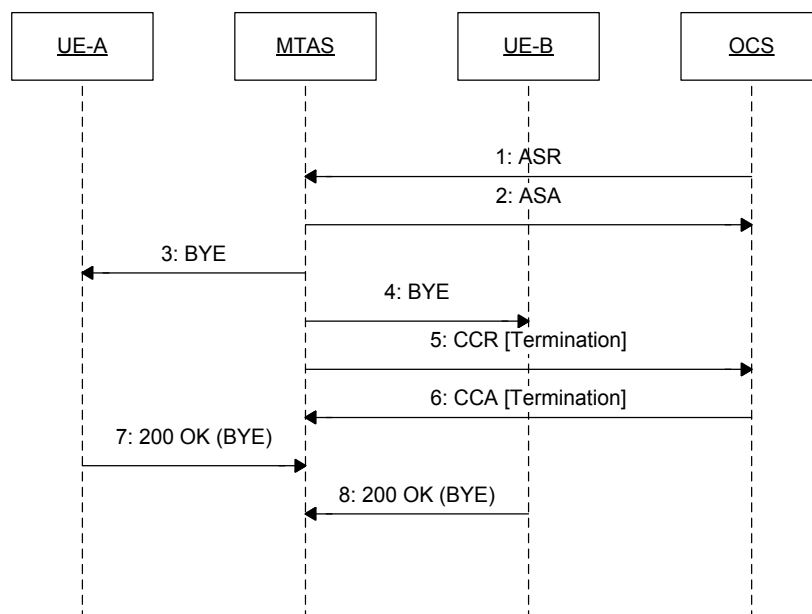 UE-A
MTAS
UE-B
OCS
1: ASR
2: ASA
3: BYE
4: BYE
5: CCR [Termination]
6: CCA [Termination]
7: 200 OK (BYE)
8: 200 OK (BYE)